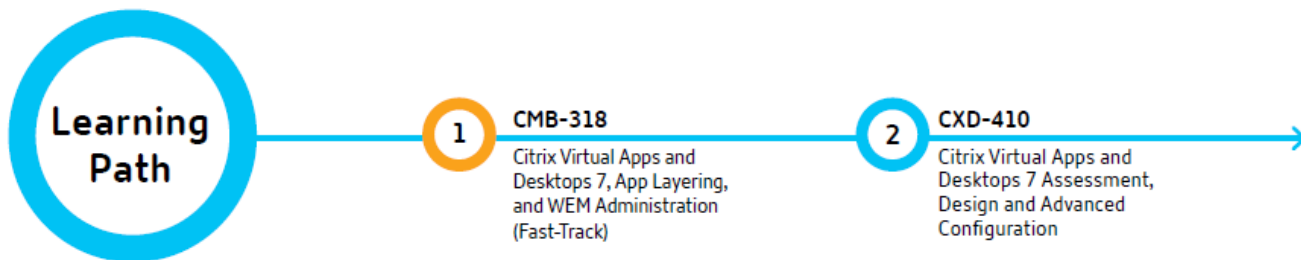 Learning
Path
1
CMB-318
Citrix Virtual Apps and
Desktops 7, App Layering,
and WEM Administration
(Fast-Track)
2
CXD-410
Citrix Virtual Apps and
Desktops 7 Assessment,
Design and Advanced
Configuration